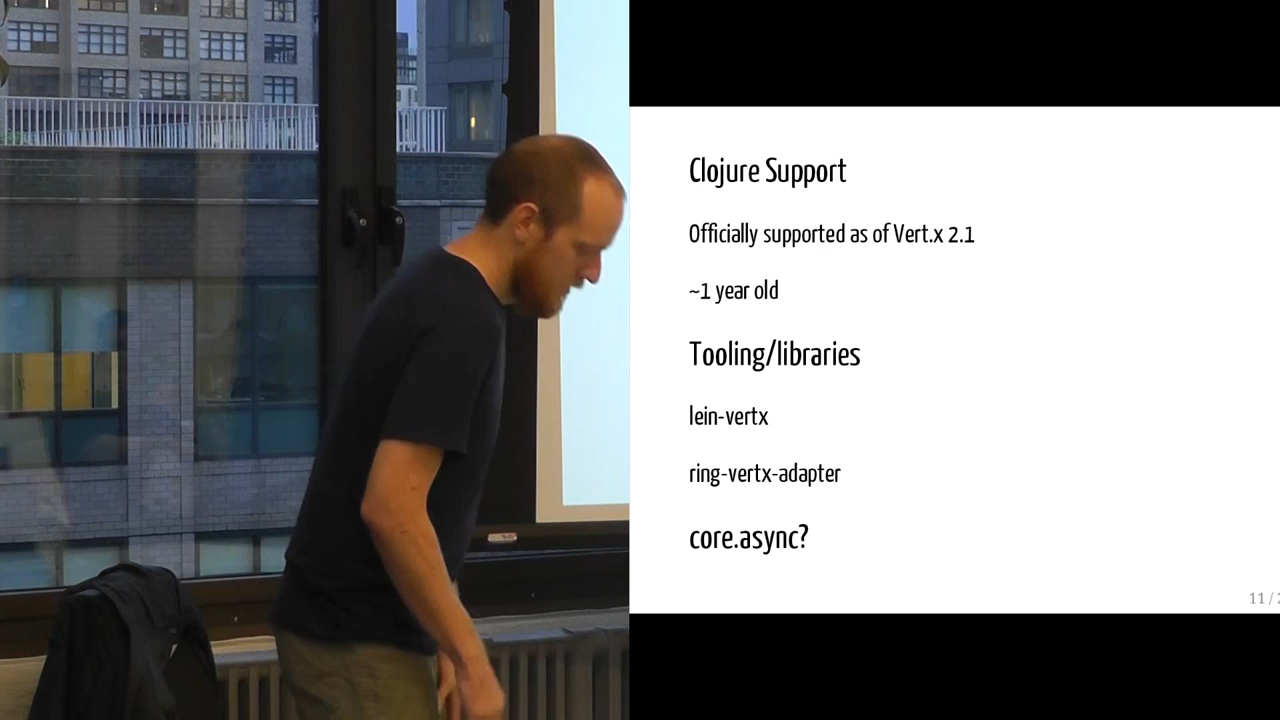 Clojure Support
Officially supported as of Vert.x 2.1
~1 year old
Tooling/libraries
lein-vertx
ring-vertx-adapter
core.async?
11 /